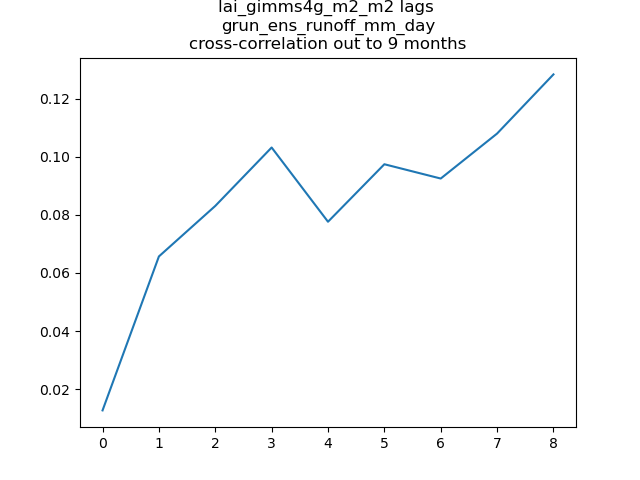 lai_gimms4g_m2_m2 lags
grun_ens_runoff_mm_day
cross-correlation out to 9 months
0.12
0.10
0.08
0.06
0.04
0.02
0 1 2 3 4 5 6 7 8